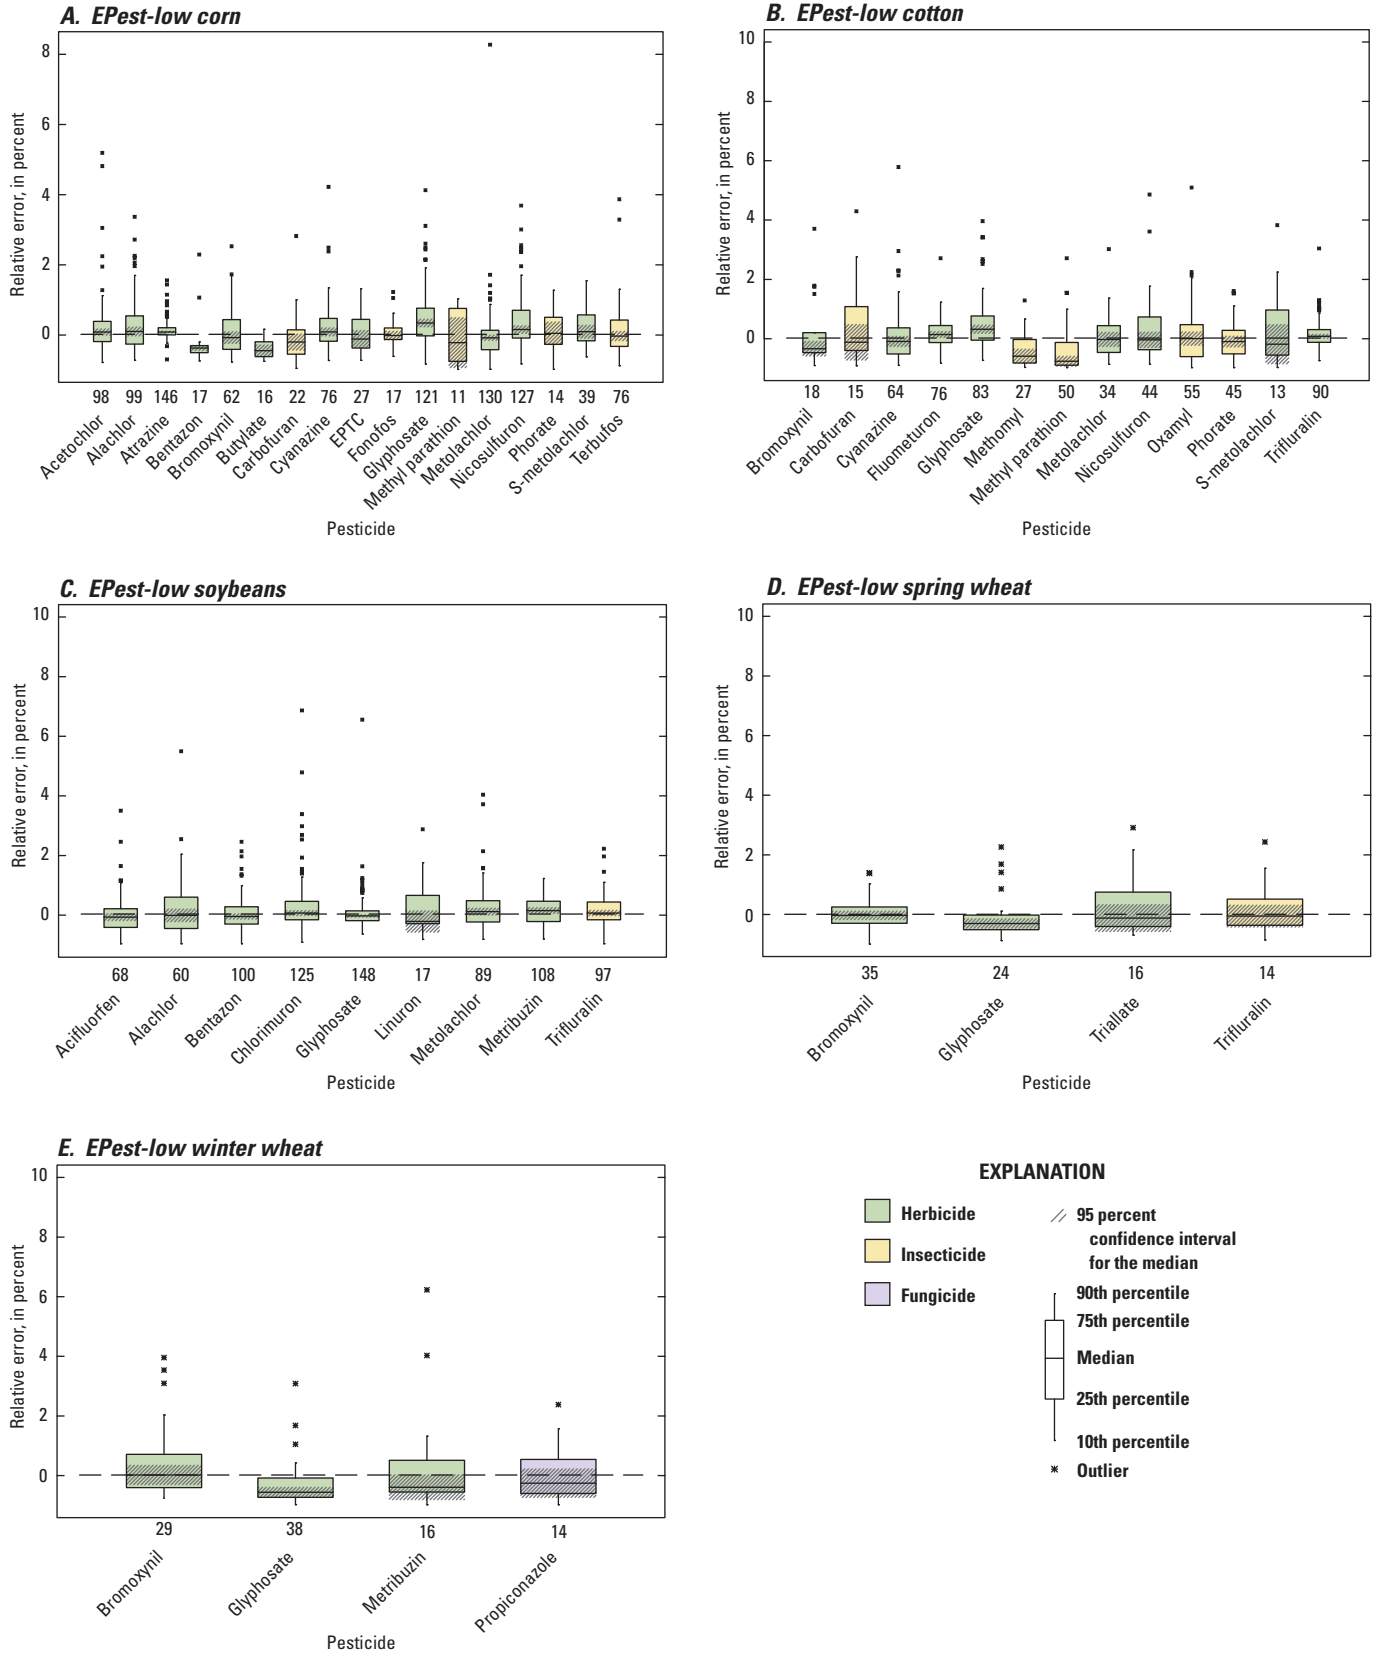 A. EPest-low corn
Relative error, in percent
8
6
4
2
0
98 99 146 17 62 16 22 76 27 17 121 11 130 127 14 39 76
Acetochlor
Alachlor
Atrazine
Bentazon
Bromoxynil
Butylate
Carbofuran
Cyanazine
EPTC
Fonofos
Glyphosate
Methyl parathion
Metolachlor
Nicosulfuron
Phorate
S-metolachlor
Terbufos
Pesticide
B. EPest-low cotton
Relative error, in percent
10
8
6
4
2
0
18 15 64 76 83 27 50 34 44 55 45 13 90
Bromoxynil
Carbofuran
Cyanazine
Fluometuron
Glyphosate
Methomyl
Methyl parathion
Metolachlor
Nicosulfuron
Oxamyl
Phorate
S-metolachlor
Trifluralin
Pesticide
C. EPest-low soybeans
Relative error, in percent
10
8
6
4
2
0
68 60 100 125 148 17 89 108 97
Acifluorfen
Alachlor
Bentazon
Chlorimuron
Glyphosate
Linuron
Metolachlor
Metribuzin
Trifluralin
Pesticide
D. EPest-low spring wheat
Relative error, in percent
10
8
6
4
2
0
35 24 16 14
Bromoxynil
Glyphosate
Triallate
Trifluralin
Pesticide
E. EPest-low winter wheat
Relative error, in percent
10
8
6
4
2
0
29 38 16 14
Bromoxynil
Glyphosate
Metribuzin
Propiconazole
Pesticide
EXPLANATION
Herbicide
Insecticide
Fungicide
95 percent
confidence interval
for the median
90th percentile
75th percentile
Median
25th percentile
10th percentile
Outlier